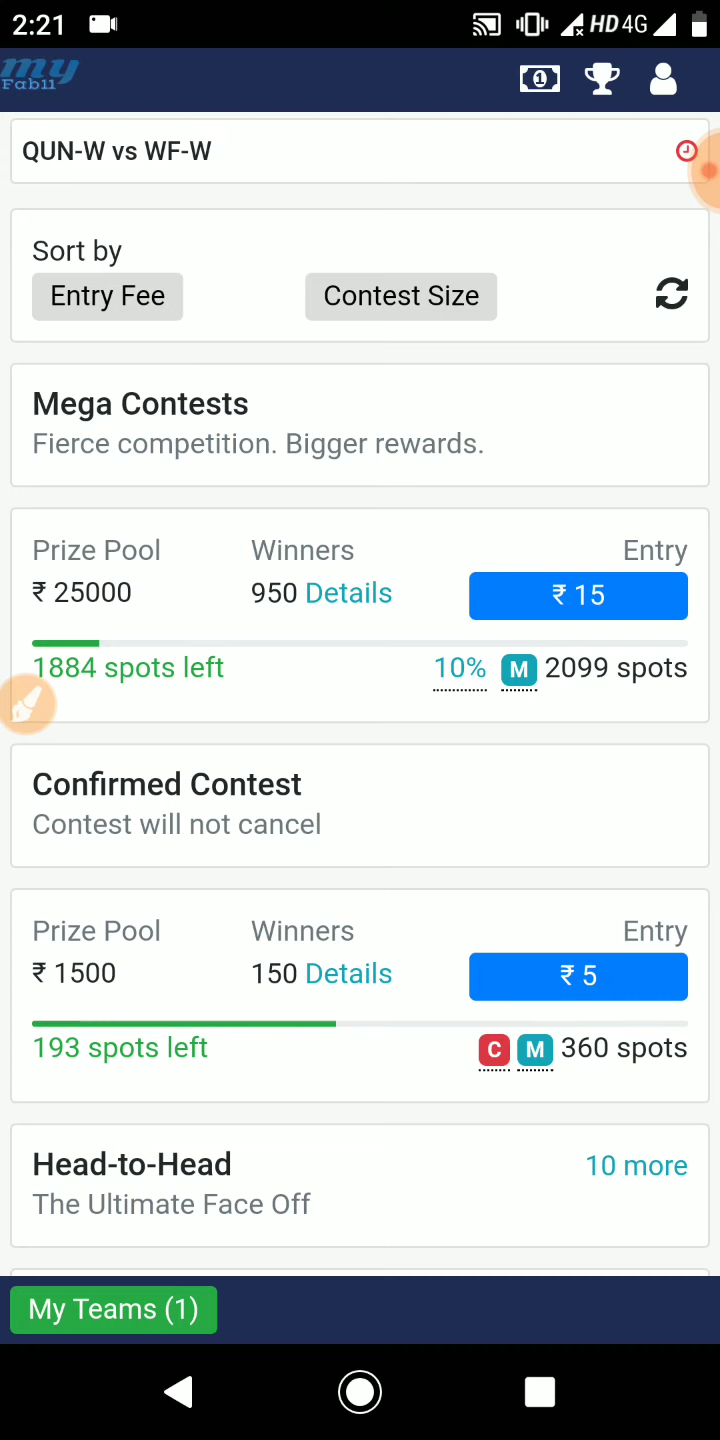 2:21 HD 4G
my
Fab11
QUN-W vs WF-W
Sort by
Entry Fee Contest Size
Mega Contests
Fierce competition. Bigger rewards.
Prize Pool Winners Entry
₹ 25000 950 Details ₹ 15
1884 spots left 10% M 2099 spots
Confirmed Contest
Contest will not cancel
Prize Pool Winners Entry
₹ 1500 150 Details ₹ 5
193 spots left C M 360 spots
Head-to-Head 10 more
The Ultimate Face Off
My Teams (1)